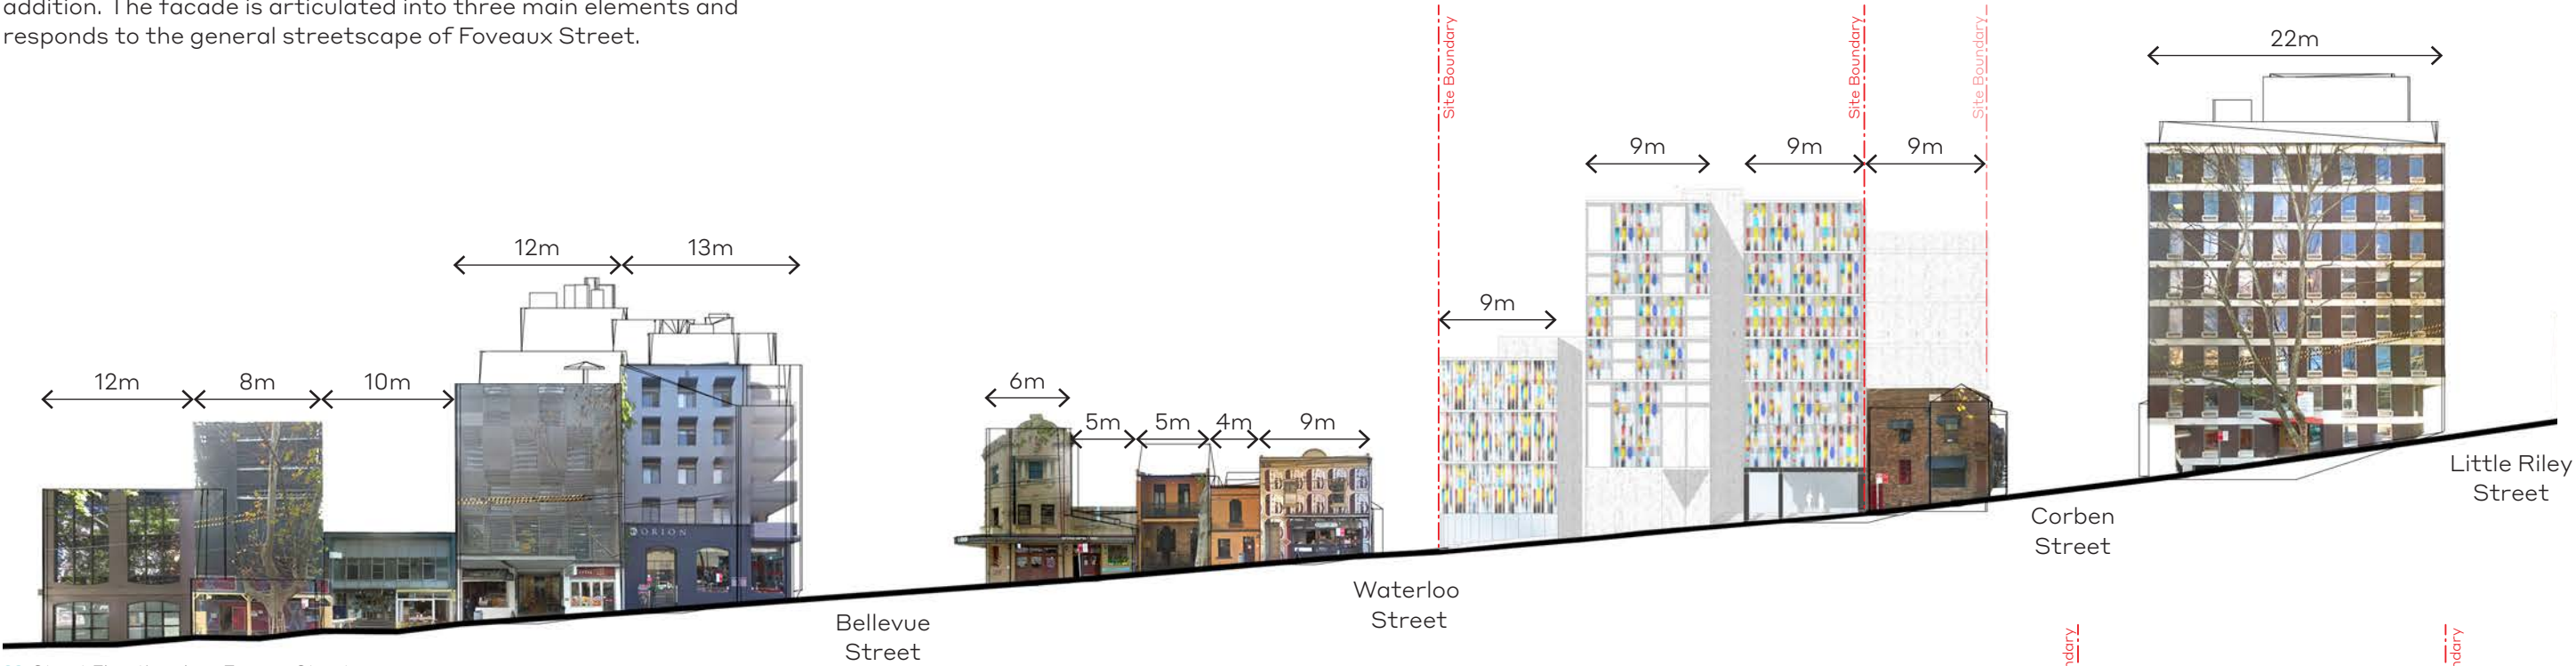 addition. The facade is articulated into three main elements and
responds to the general streetscape of Foveaux Street.
Site Boundary
Site Boundary
Site Boundary
22m
9m
9m
9m
12m
13m
9m
12m
8m
10m
6m
5m
5m
4m
9m
ORION
Little Riley
Street
Corben
Street
Waterloo
Street
Bellevue
Street